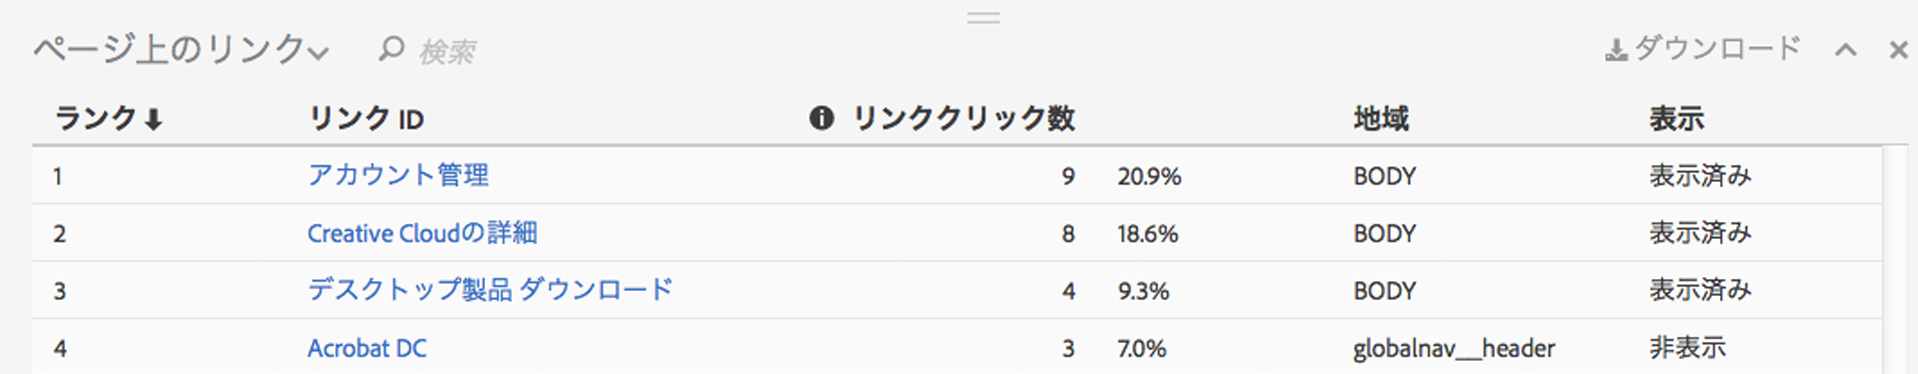 ページ上のリンク 検索 ダウンロード
ランク リンク ID リンククリック数 地域 表示
1 アカウント管理 9 20.9% BODY 表示済み
2 Creative Cloudの詳細 8 18.6% BODY 表示済み
3 デスクトップ製品 ダウンロード 4 9.3% BODY 表示済み
4 Acrobat DC 3 7.0% globalnav__header 非表示